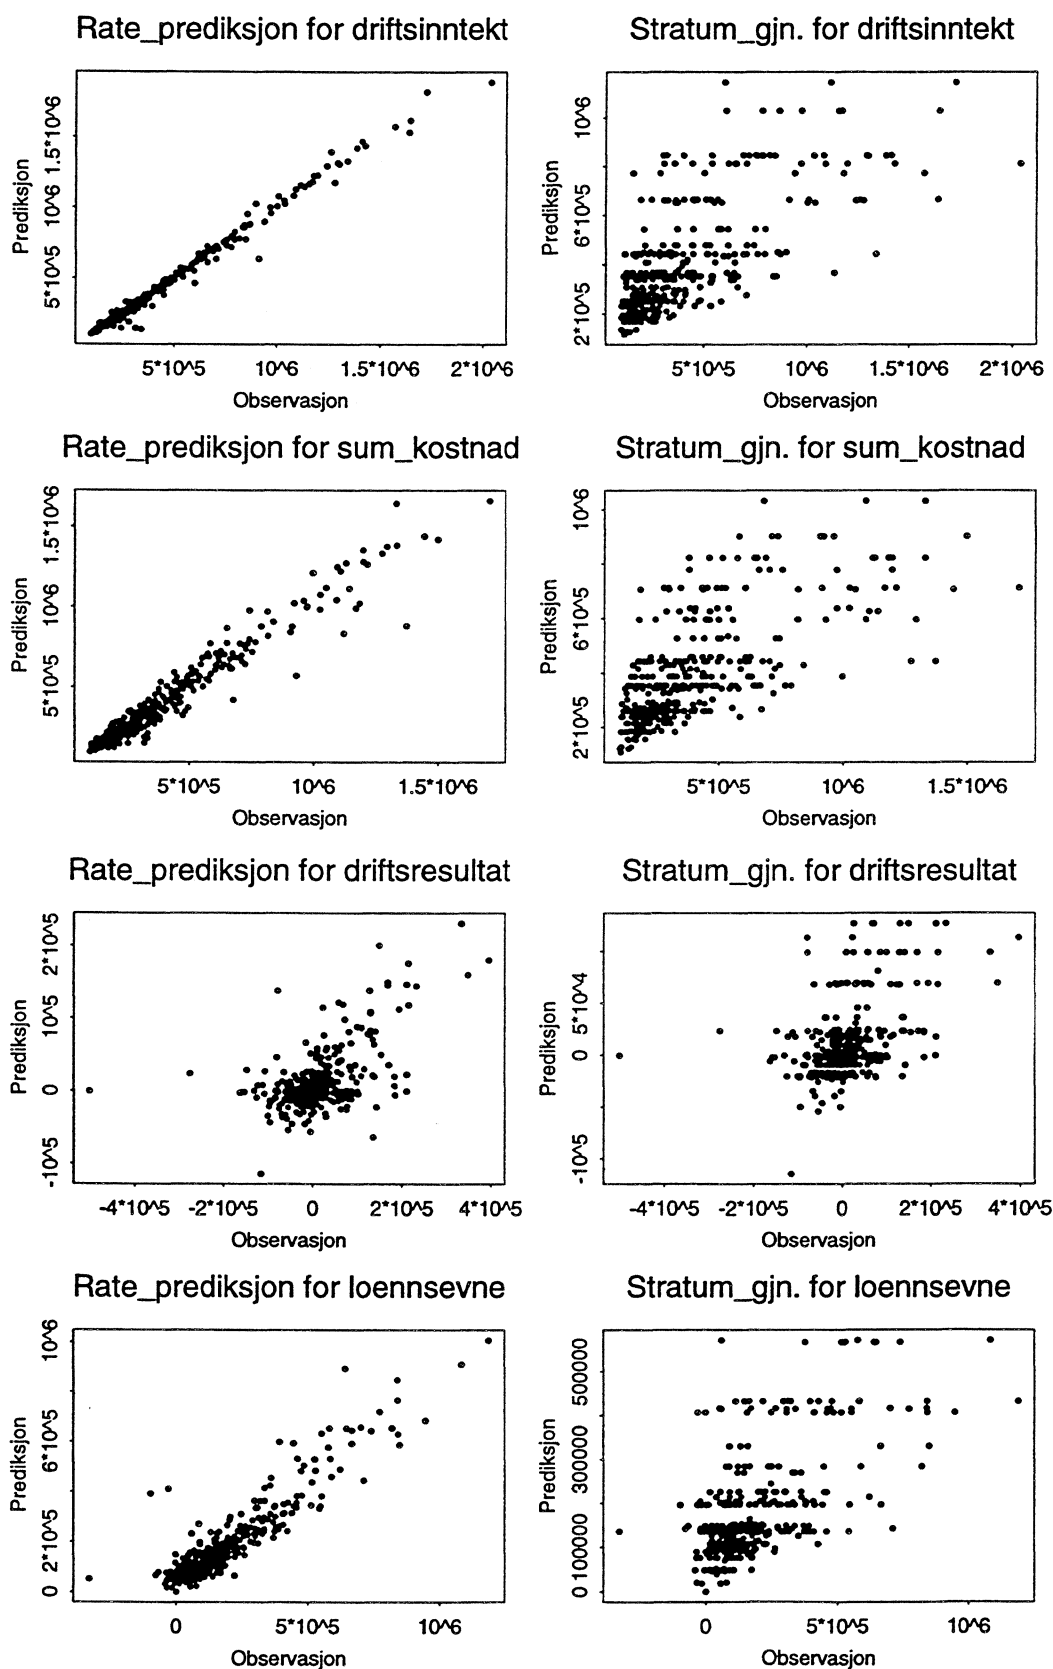 Rate_prediksjon for driftsinntekt
Prediksjon
5*10^5 10^6 1.5*10^6
5*10^5 10^6 1.5*10^6 2*10^6
Observasjon
Stratum_gjn. for driftsinntekt
Prediksjon
2*10^5 6*10^5 10^6
5*10^5 10^6 1.5*10^6 2*10^6
Observasjon
Rate_prediksjon for sum_kostnad
Prediksjon
5*10^5 10^6 1.5*10^6
5*10^5 10^6 1.5*10^6
Observasjon
Stratum_gjn. for sum_kostnad
Prediksjon
2*10^5 6*10^5 10^6
5*10^5 10^6 1.5*10^6
Observasjon
Rate_prediksjon for driftsresultat
Prediksjon
-10^5 0 10^5 2*10^5
-4*10^5 -2*10^5 0 2*10^5 4*10^5
Observasjon
Stratum_gjn. for driftsresultat
Prediksjon
-10^5 0 5*10^4
-4*10^5 -2*10^5 0 2*10^5 4*10^5
Observasjon
Rate_prediksjon for loennsevne
Prediksjon
0 2*10^5 6*10^5 10^6
0 5*10^5 10^6
Observasjon
Stratum_gjn. for loennsevne
Prediksjon
0 100000 300000 500000
0 5*10^5 10^6
Observasjon